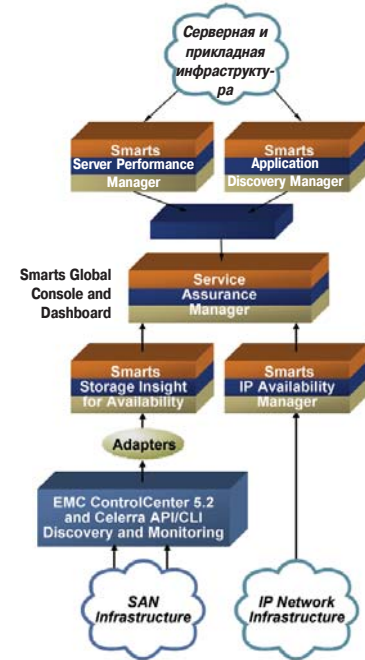 Серверная и
прикладная
инфраструкту-
ра
Smarts
Server Performance
Manager
Smarts
Application
Discovery Manager
Smarts Global
Console and
Dashboard
Service
Assurance
Manager
Smarts
Storage Insight
for Availability
Smarts
IP Availability
Manager
Adapters
EMC ControlCenter 5.2
and Celerra API/CLI
Discovery and Monitoring
SAN
Infrastructure
IP Network
Infrastructure